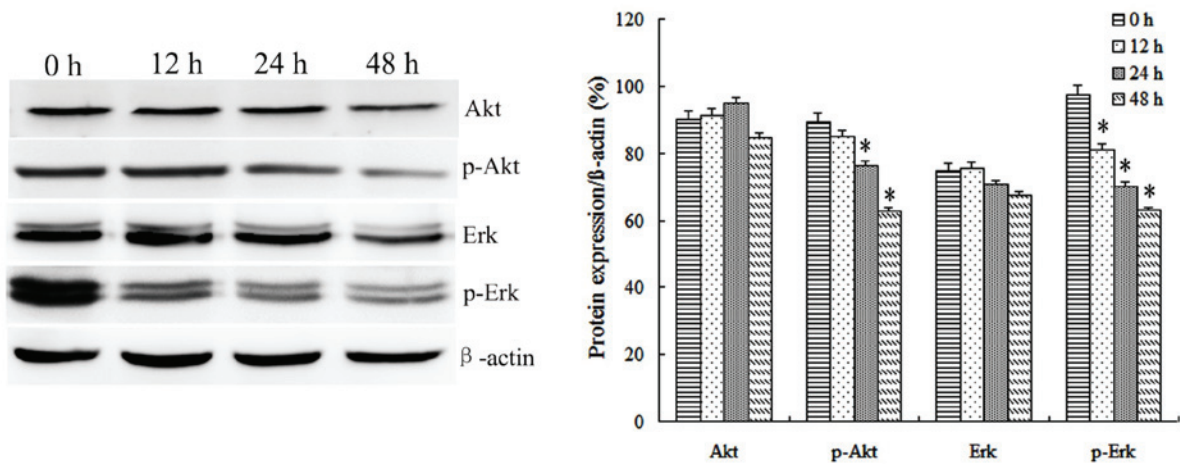 0 h 12 h 24 h 48 h
Akt
p-Akt
Erk
p-Erk
β-actin
Protein expression/β-actin (%)
120
100
80
60
40
20
0
0 h
12 h
24 h
48 h
*
*
*
*
*
Akt p-Akt Erk p-Erk